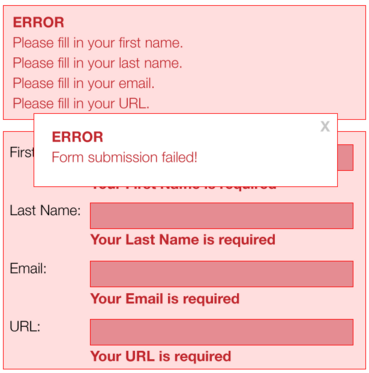 ERROR
Please fill in your first name.
Please fill in your last name.
Please fill in your email.
Please fill in your URL.
X
ERROR
Form submission failed!
First
Your First Name is required
Last Name:
Your Last Name is required
Email:
Your Email is required
URL:
Your URL is required